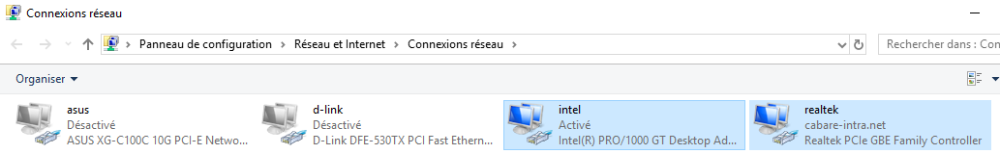 Connexions réseau
Panneau de configuration > Réseau et Internet > Connexions réseau >
Rechercher dans : Con
Organiser
asus
Désactivé
ASUS XG-C100C 10G PCI-E Netwo...
d-link
Désactivé
D-Link DFE-530TX PCI Fast Ethern...
intel
Activé
Intel(R) PRO/1000 GT Desktop Ad...
realtek
cabare-intra.net
Realtek PCIe GBE Family Controller